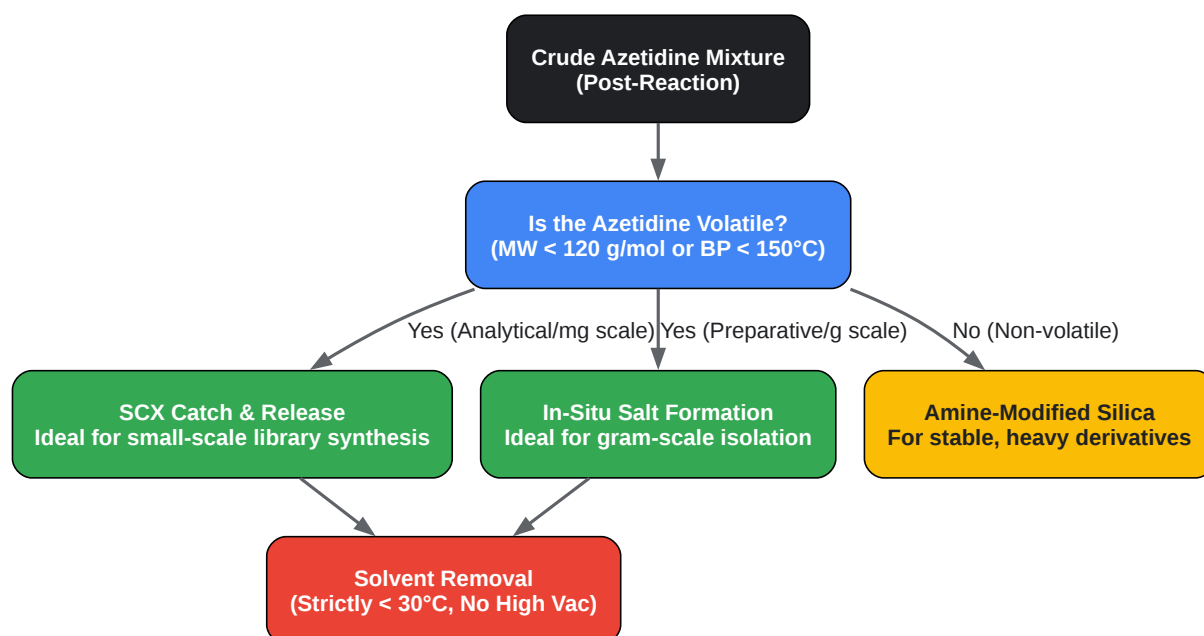 Crude Azetidine Mixture
(Post-Reaction)
Is the Azetidine Volatile?
(MW < 120 g/mol or BP < 150°C)
Yes (Analytical/mg scale)
Yes (Preparative/g scale)
No (Non-volatile)
SCX Catch & Release
Ideal for small-scale library synthesis
In-Situ Salt Formation
Ideal for gram-scale isolation
Amine-Modified Silica
For stable, heavy derivatives
Solvent Removal
(Strictly < 30°C, No High Vac)